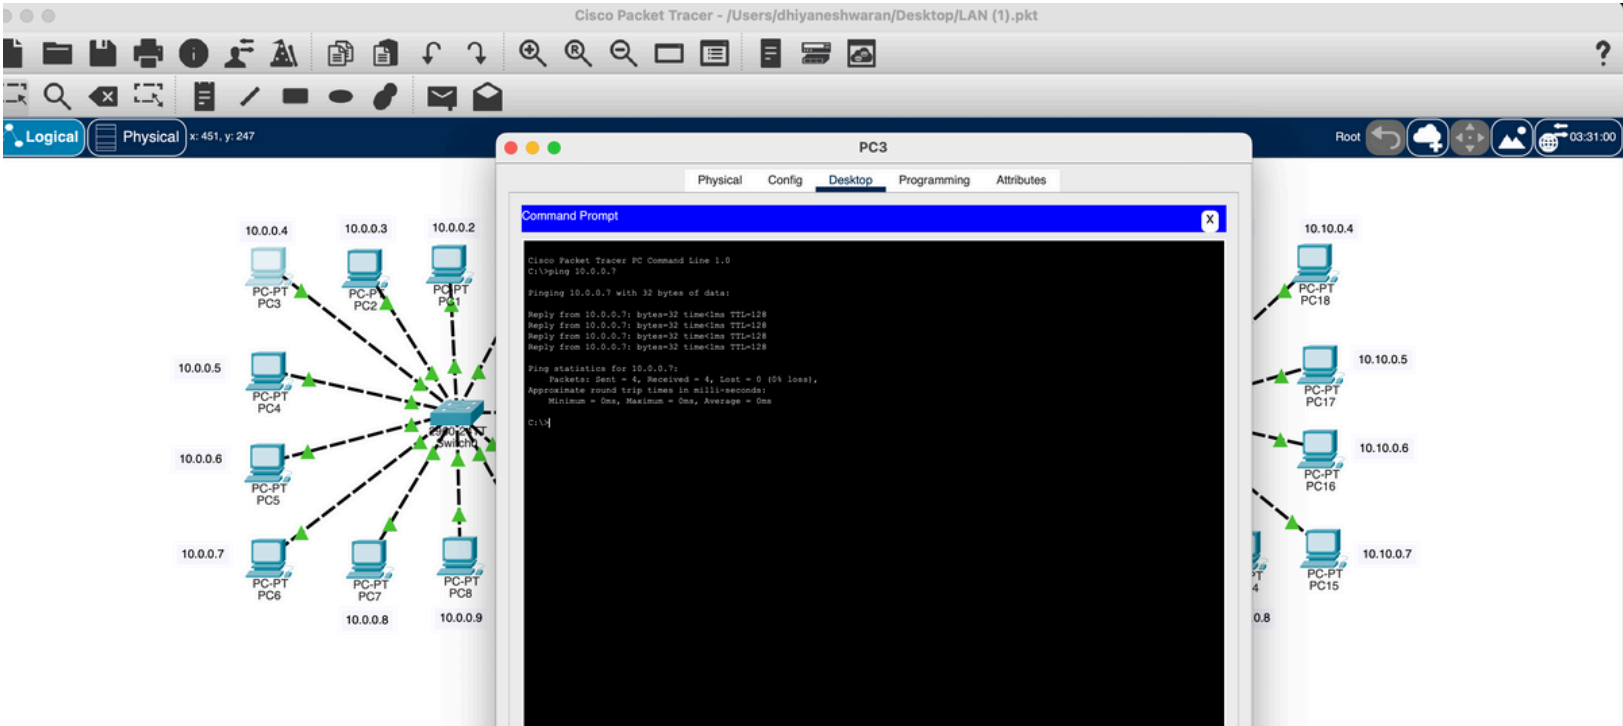 Cisco Packet Tracer - /Users/dhiyaneshwaran/Desktop/LAN (1).pkt
?
Logical
Physical
x: 451, y: 247
Root
03:31:00
PC3
Physical Config Desktop Programming Attributes
Command Prompt
X
Cisco Packet Tracer PC Command Line 1.0
C:\>ping 10.0.0.7
Pinging 10.0.0.7 with 32 bytes of data:
Reply from 10.0.0.7: bytes=32 time<1ms TTL=128
Reply from 10.0.0.7: bytes=32 time<1ms TTL=128
Reply from 10.0.0.7: bytes=32 time<1ms TTL=128
Reply from 10.0.0.7: bytes=32 time<1ms TTL=128
Ping statistics for 10.0.0.7:
Packets: Sent = 4, Received = 4, Lost = 0 (0% loss),
Approximate round trip times in milli-seconds:
Minimum = 0ms, Maximum = 0ms, Average = 0ms
C:\>
10.0.0.4
10.0.0.3
10.0.0.2
PC-PT
PC3
PC-PT
PC2
PC-PT
PC1
10.0.0.5
PC-PT
PC4
2960-24TT
Switch0
10.0.0.6
PC-PT
PC5
10.0.0.7
PC-PT
PC6
PC-PT
PC7
PC-PT
PC8
10.0.0.8
10.0.0.9
10.10.0.4
PC-PT
PC18
10.10.0.5
PC-PT
PC17
10.10.0.6
PC-PT
PC16
10.10.0.7
PC-PT
PC15
T
4
0.8